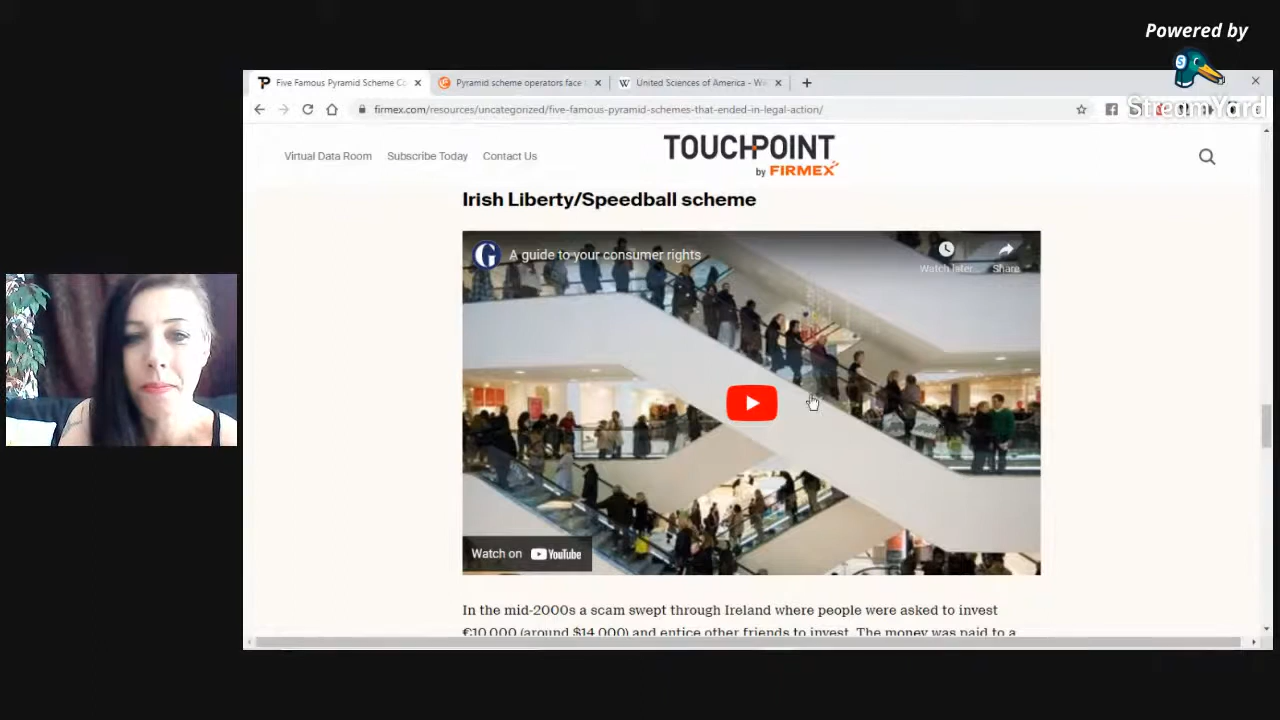 Powered by
StreamYard
Five Famous Pyramid Scheme Co
Pyramid scheme operators face
United Sciences of America - Wi
firmex.com/resources/uncategorized/five-famous-pyramid-schemes-that-ended-in-legal-action/
Virtual Data Room Subscribe Today Contact Us
TOUCHPOINT
by FIRMEX
Irish Liberty/Speedball scheme
A guide to your consumer rights
Watch later Share
Watch on YouTube
In the mid-2000s a scam swept through Ireland where people were asked to invest
€10,000 (around $14,000) and entice other friends to invest. The money was paid to a